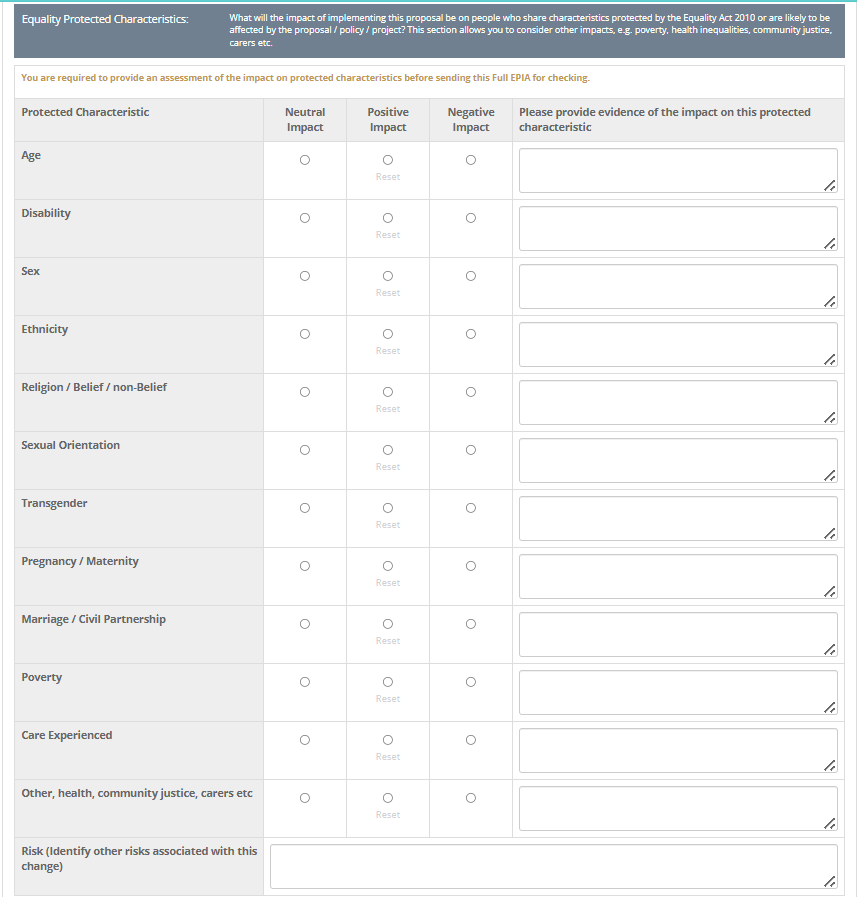 Equality Protected Characteristics:
What will the impact of implementing this proposal be on people who share characteristics protected by the Equality Act 2010 or are likely to be
affected by the proposal / policy / project? This section allows you to consider other impacts, e.g. poverty, health inequalities, community justice,
carers etc.
You are required to provide an assessment of the impact on protected characteristics before sending this Full EPIA for checking.
Protected Characteristic
Neutral
Impact
Positive
Impact
Negative
Impact
Please provide evidence of the impact on this protected
characteristic
Age
Reset
Disability
Reset
Sex
Reset
Ethnicity
Reset
Religion / Belief / non-Belief
Reset
Sexual Orientation
Reset
Transgender
Reset
Pregnancy / Maternity
Reset
Marriage / Civil Partnership
Reset
Poverty
Reset
Care Experienced
Reset
Other, health, community justice, carers etc
Reset
Risk (Identify other risks associated with this
change)